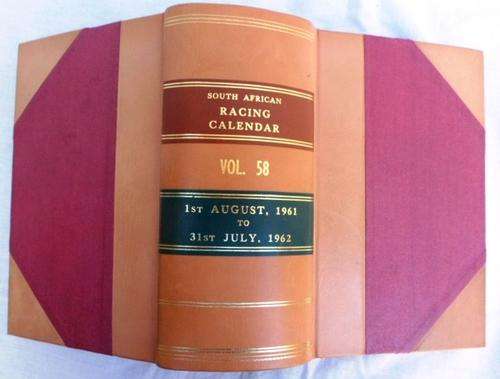 SOUTH AFRICAN
RACING
CALENDAR
VOL. 58
1ST AUGUST, 1961
TO
31ST JULY, 1962